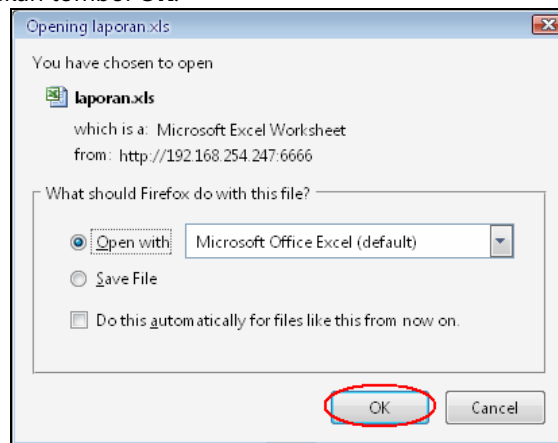 Opening laporan.xls
You have chosen to open
laporan.xls
which is a: Microsoft Excel Worksheet
from: http://192.168.254.247:6666
What should Firefox do with this file?
Open with Microsoft Office Excel (default)
Save File
Do this automatically for files like this from now on.
OK Cancel